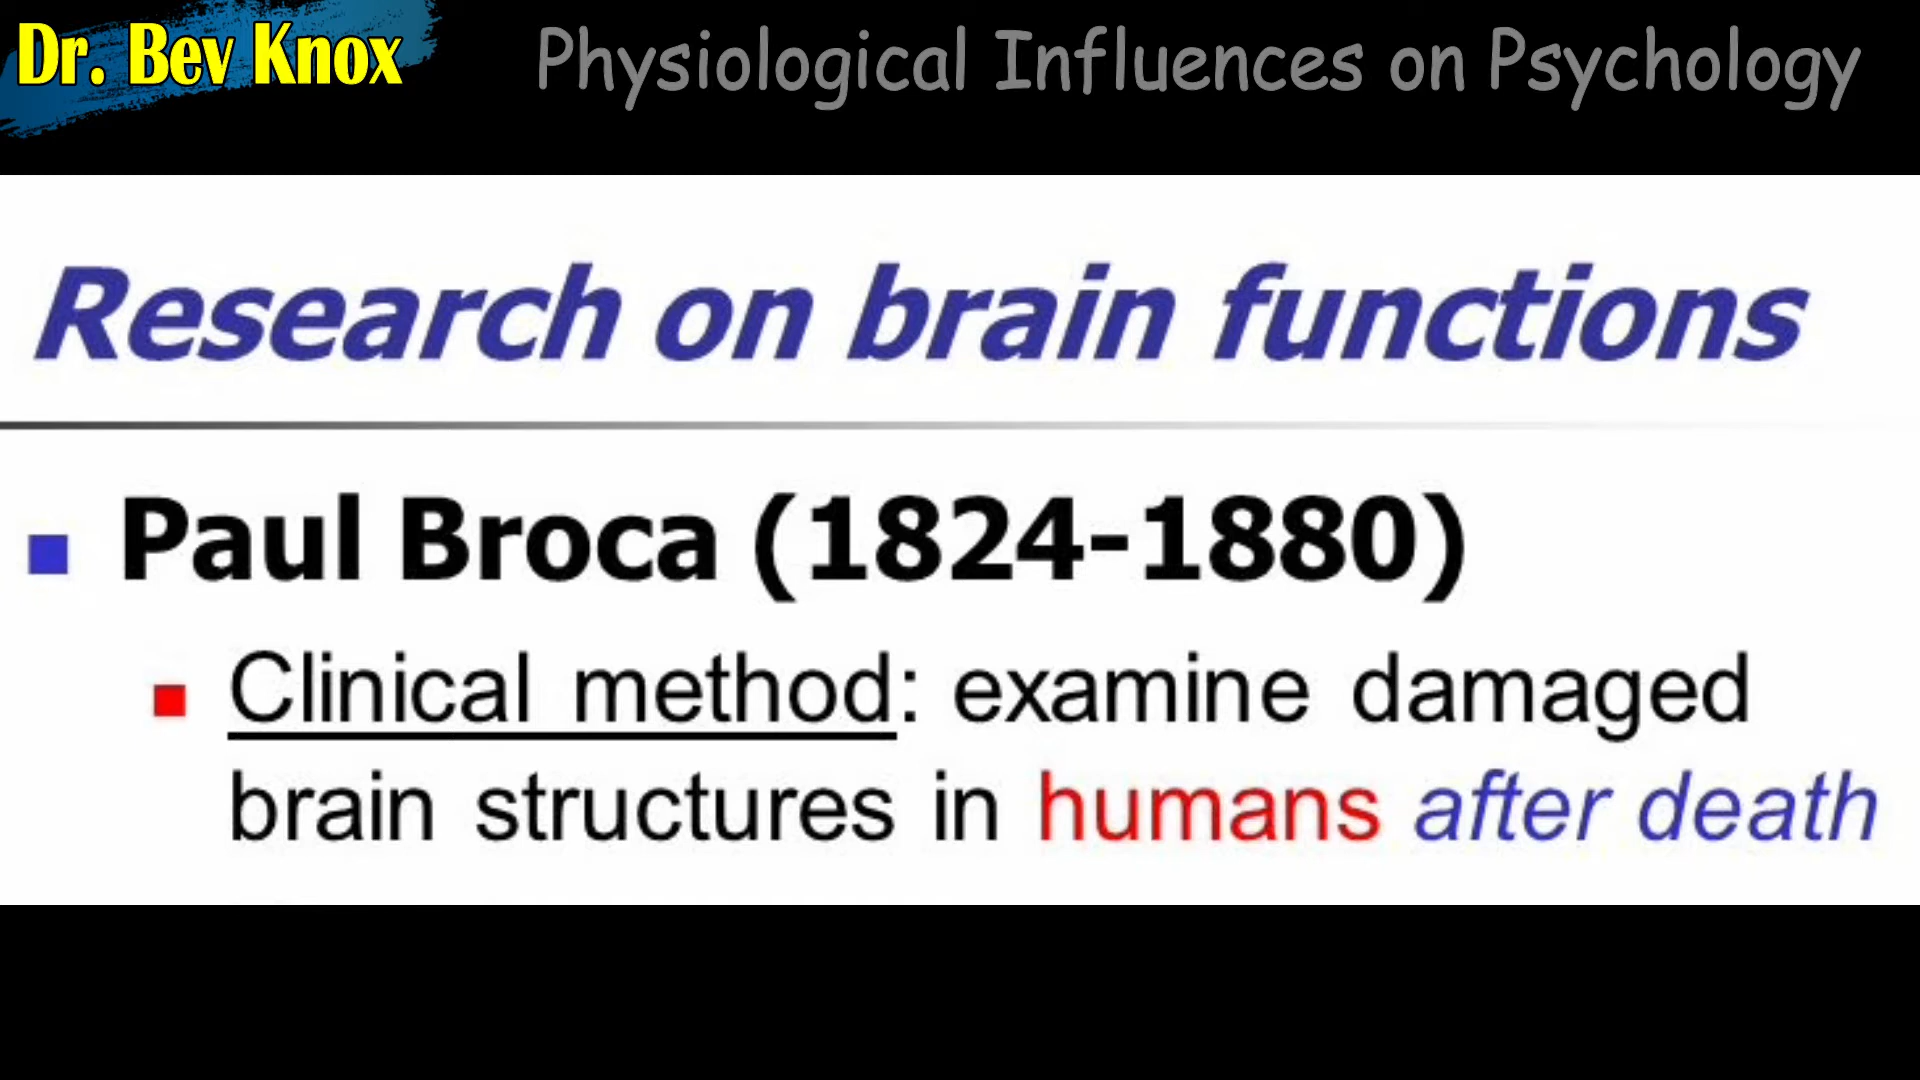 Dr. Bev Knox
Physiological Influences on Psychology
Research on brain functions
Paul Broca (1824-1880)
Clinical method: examine damaged
brain structures in humans after death